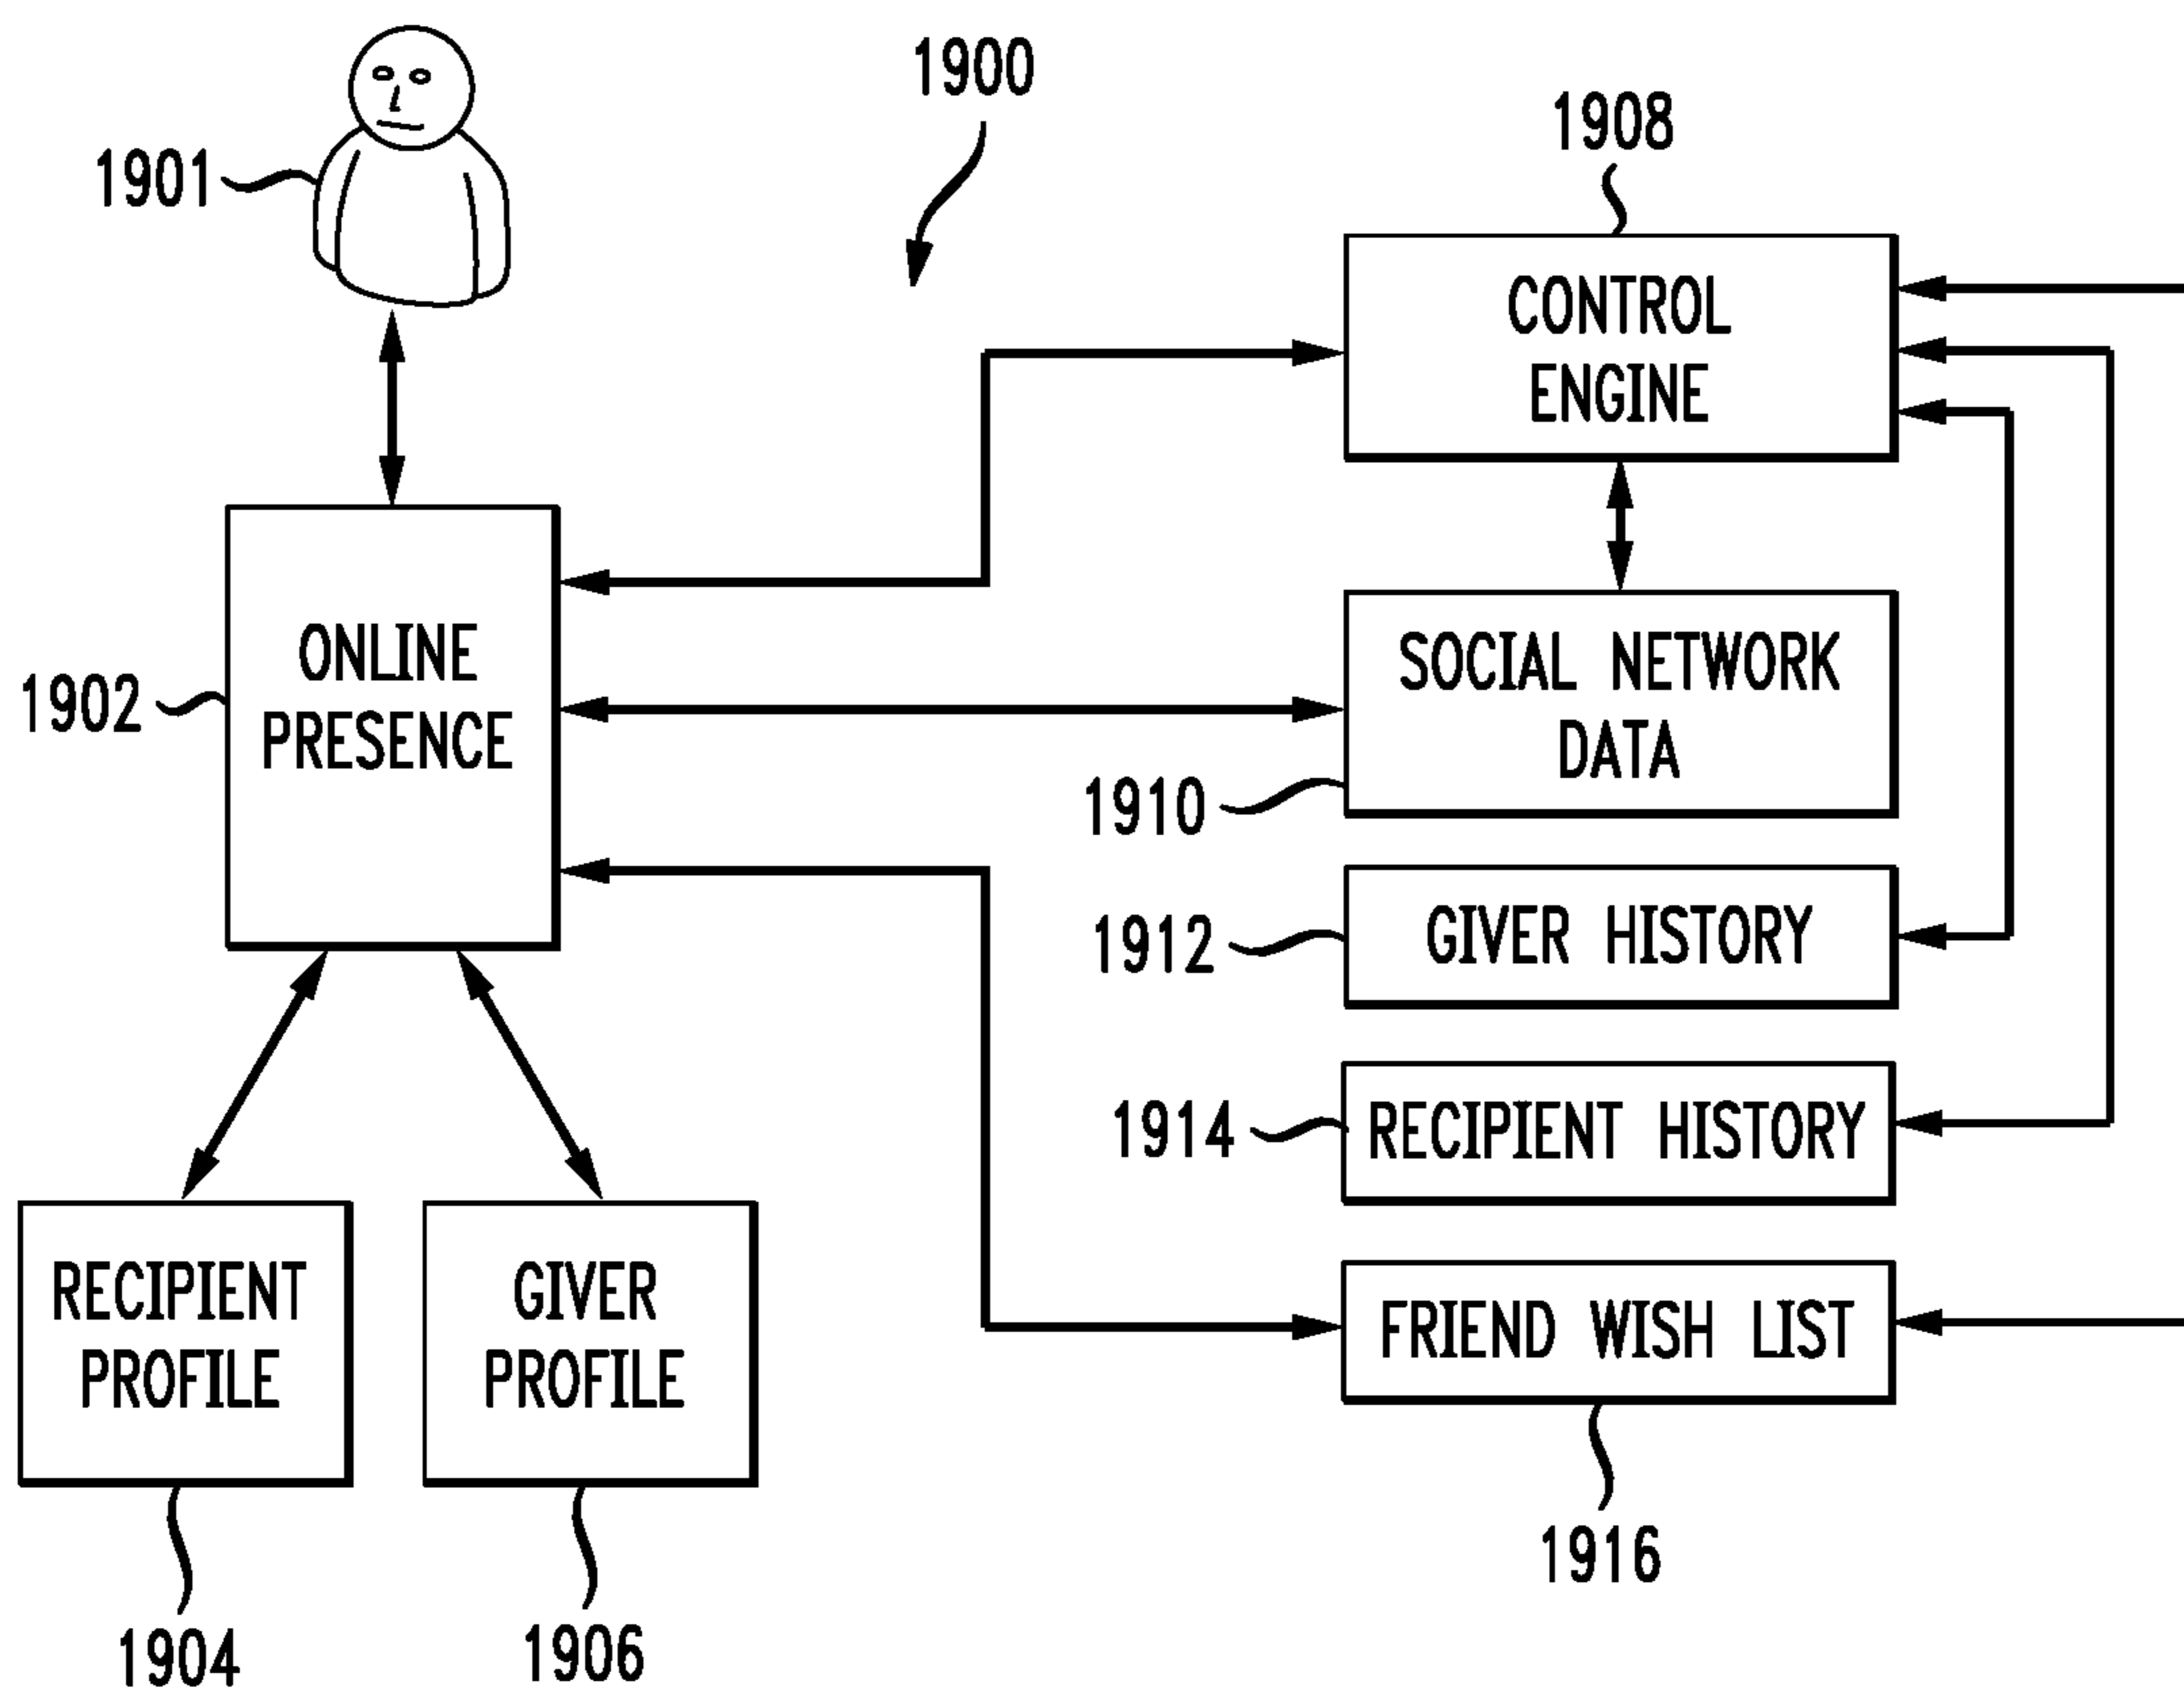 1900
1908
1901
CONTROL
ENGINE
ONLINE
PRESENCE
1902
SOCIAL NETWORK
DATA
1910
GIVER HISTORY
1912
RECIPIENT HISTORY
1914
RECIPIENT
PROFILE
GIVER
PROFILE
FRIEND WISH LIST
1916
1904
1906